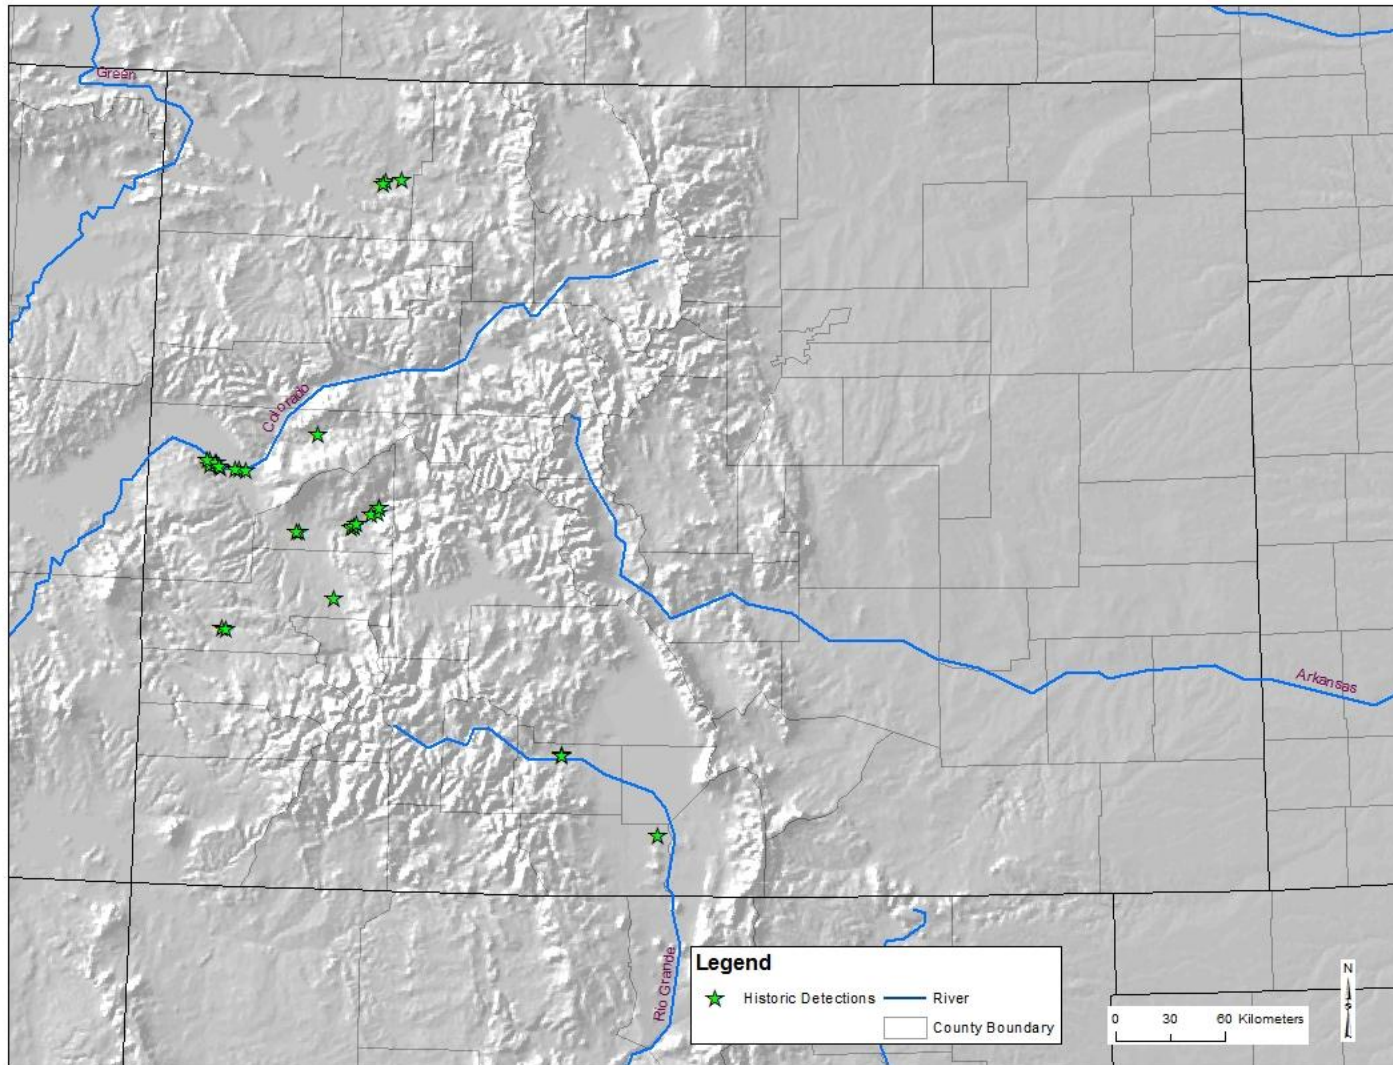 Green
Colorado
Arkansas
Rio Grande
Legend
Historic Detections
River
County Boundary
0 30 60 Kilometers
N
S